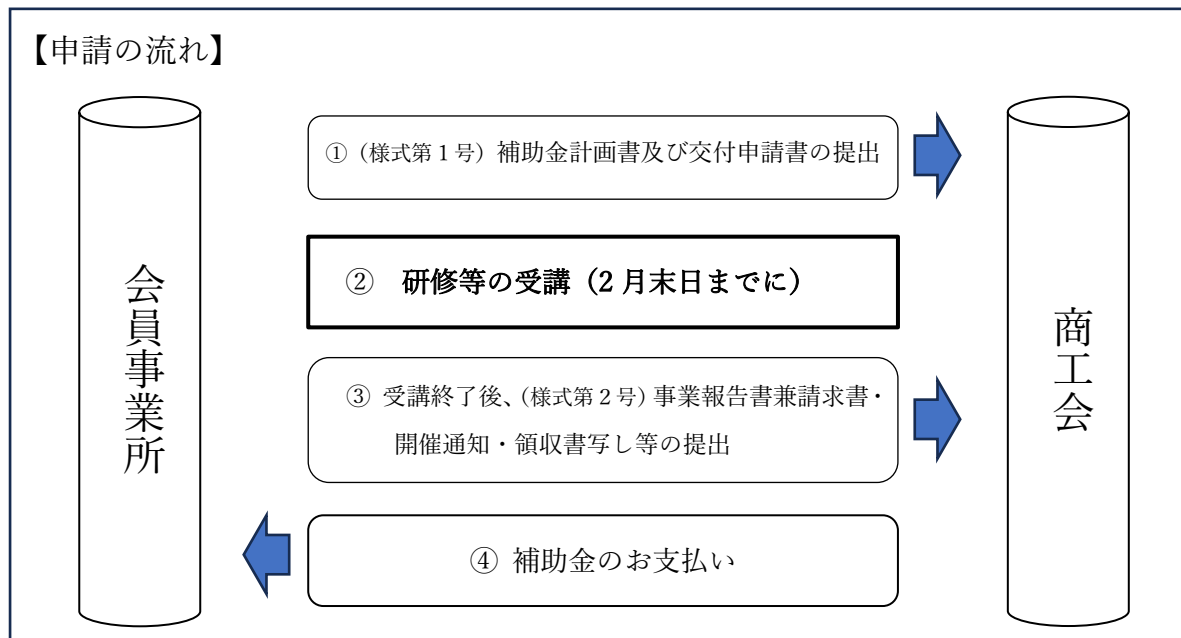 【申請の流れ】
会員事業所
①（様式第１号）補助金計画書及び交付申請書の提出
②　研修等の受講（2 月末日までに）
③ 受講終了後、（様式第２号）事業報告書兼請求書・
開催通知・領収書写し等の提出
④ 補助金のお支払い
商工会